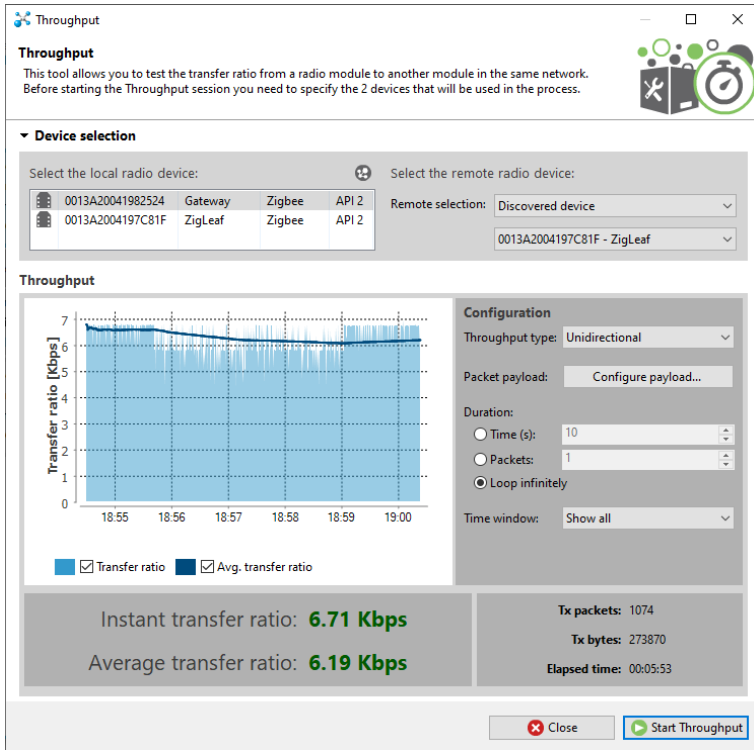 Throughput
Throughput
This tool allows you to test the transfer ratio from a radio module to another module in the same network.
Before starting the Throughput session you need to specify the 2 devices that will be used in the process.
Device selection
Select the local radio device:
0013A20041982524 Gateway Zigbee API 2
0013A2004197C81F ZigLeaf Zigbee API 2
Select the remote radio device:
Remote selection: Discovered device
0013A2004197C81F - ZigLeaf
Throughput
Transfer ratio [Kbps]
7
6
5
4
3
2
1
0
18:55 18:56 18:57 18:58 18:59 19:00
Transfer ratio Avg. transfer ratio
Configuration
Throughput type: Unidirectional
Packet payload: Configure payload...
Duration:
Time (s): 10
Packets: 1
Loop infinitely
Time window: Show all
Instant transfer ratio: 6.71 Kbps
Average transfer ratio: 6.19 Kbps
Tx packets: 1074
Tx bytes: 273870
Elapsed time: 00:05:53
Close Start Throughput